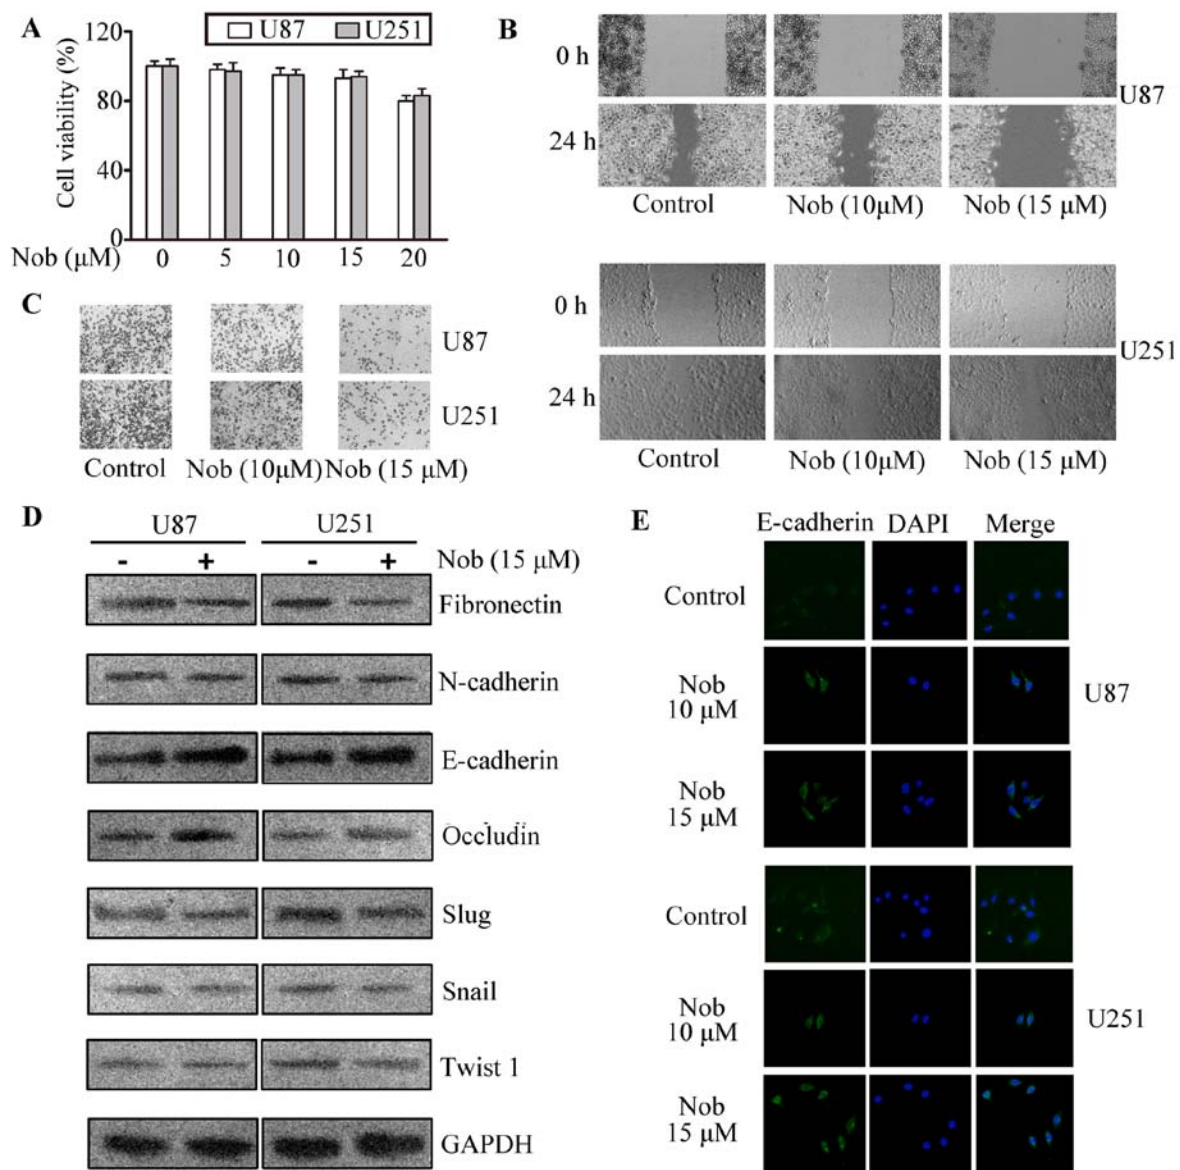 A
U87 U251
Cell viability (%)
120
80
40
0
Nob (μM) 0 5 10 15 20
B
0 h
24 h
U87
Control Nob (10μM) Nob (15 μM)
0 h
24 h
U251
Control Nob (10μM) Nob (15 μM)
C
U87
U251
Control Nob (10μM) Nob (15 μM)
D
U87 U251
- + - + Nob (15 μM)
Fibronectin
N-cadherin
E-cadherin
Occludin
Slug
Snail
Twist 1
GAPDH
E
E-cadherin DAPI Merge
Control
Nob
10 μM
U87
Nob
15 μM
Control
Nob
10 μM
U251
Nob
15 μM